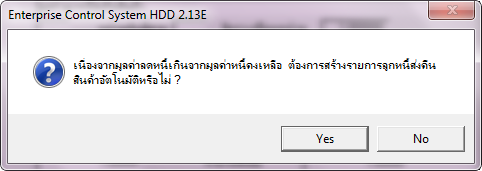 Enterprise Control System HDD 2.13E
เนื่องจากมูลค่าลดหนี้เกินจากมูลค่าหนี้คงเหลือ ต้องการสร้างรายการลูกหนี้ส่งคืน
สินค้าอัตโนมัติหรือไม่ ?
Yes
No